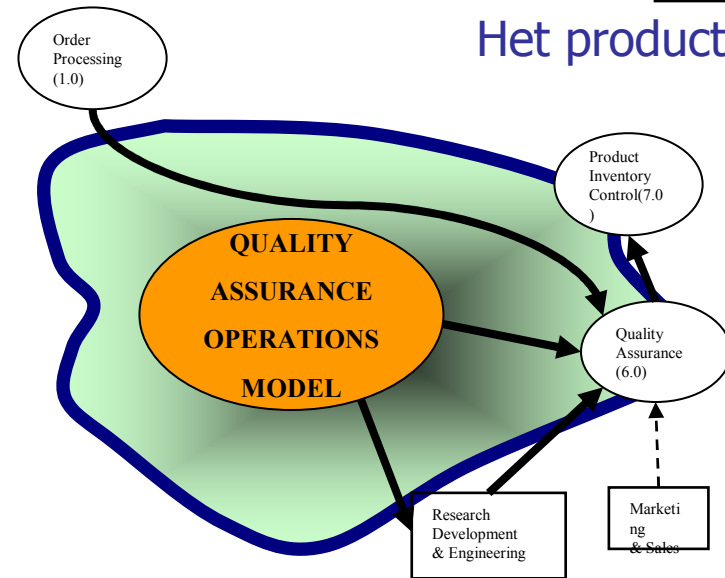 Het product
Order
Processing
(1.0)
Product
Inventory
Control(7.0
)
QUALITY
ASSURANCE
OPERATIONS
MODEL
Quality
Assurance
(6.0)
Research
Development
& Engineering
Marketi
ng
& Sales